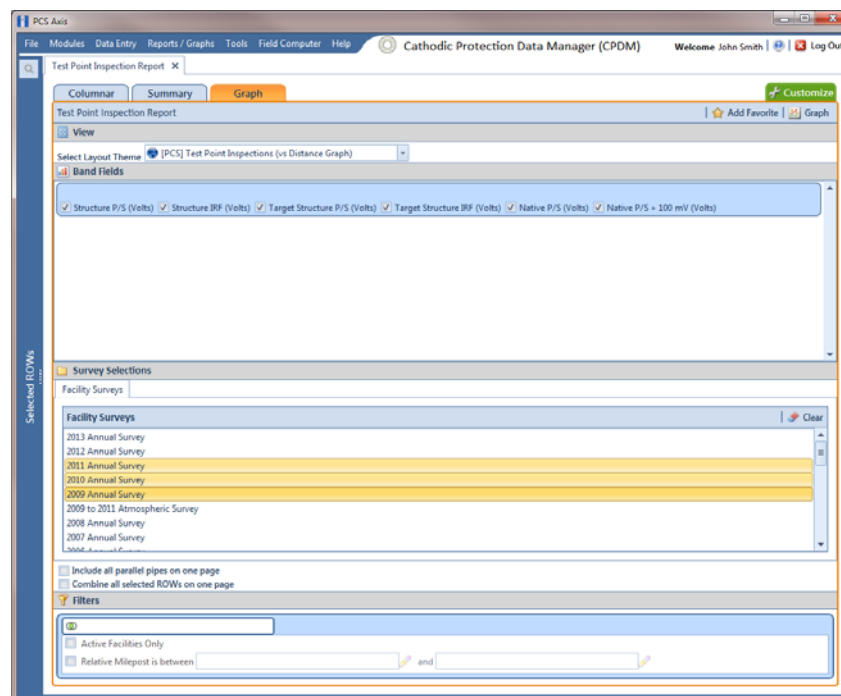 PCS Axis
File Modules Data Entry Reports / Graphs Tools Field Computer Help Cathodic Protection Data Manager (CPDM) Welcome John Smith | | Log Out
Test Point Inspection Report X
Columnar Summary Graph Customize
Test Point Inspection Report | Add Favorite | Graph
View
Select Layout Theme [PCS] Test Point Inspections (vs Distance Graph)
Band Fields
Structure P/S (Volts) Structure IRF (Volts) Target Structure P/S (Volts) Target Structure IRF (Volts) Native P/S (Volts) Native P/S + 100 mV (Volts)
Selected ROWs
Survey Selections
Facility Surveys
Facility Surveys | Clear
2013 Annual Survey
2012 Annual Survey
2011 Annual Survey
2010 Annual Survey
2009 Annual Survey
2009 to 2011 Atmospheric Survey
2008 Annual Survey
2007 Annual Survey
2006 Annual Survey
Include all parallel pipes on one page
Combine all selected ROWs on one page
Filters
Active Facilities Only
Relative Milepost is between and